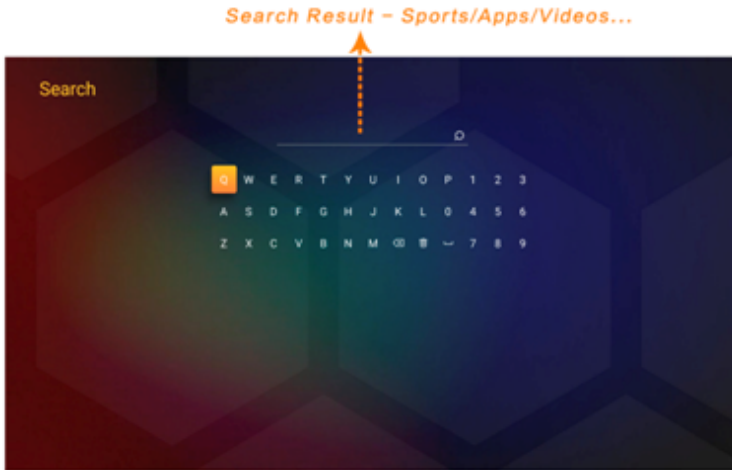 Search Result – Sports/Apps/Videos...
Search
Q W E R T Y U I O P 1 2 3
A S D F G H J K L 0 4 5 6
Z X C V B N M 7 8 9